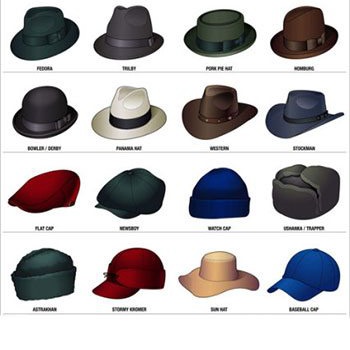 FEDORA TRILBY PORK PIE HAT HOMBURG
BOWLER / DERBY PANAMA HAT WESTERN STOCKMAN
FLAT CAP NEWSBOY WATCH CAP USHANKA / TRAPPER
AGTRAKHAN STORMY KROMER SUN HAT BASEBALL CAP